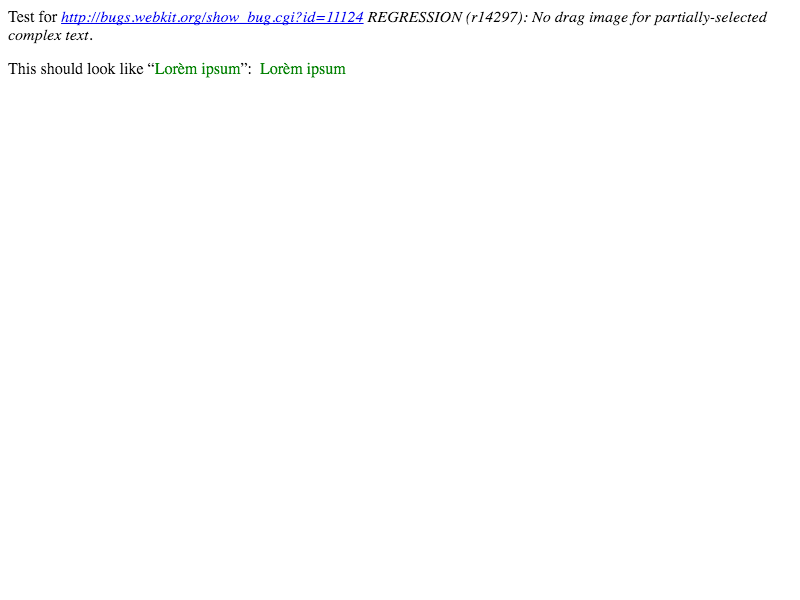 Test for http://bugs.webkit.org/show_bug.cgi?id=11124 REGRESSION (r14297): No drag image for partially-selected
complex text.
This should look like “Lorèm ipsum”: Lorèm ipsum